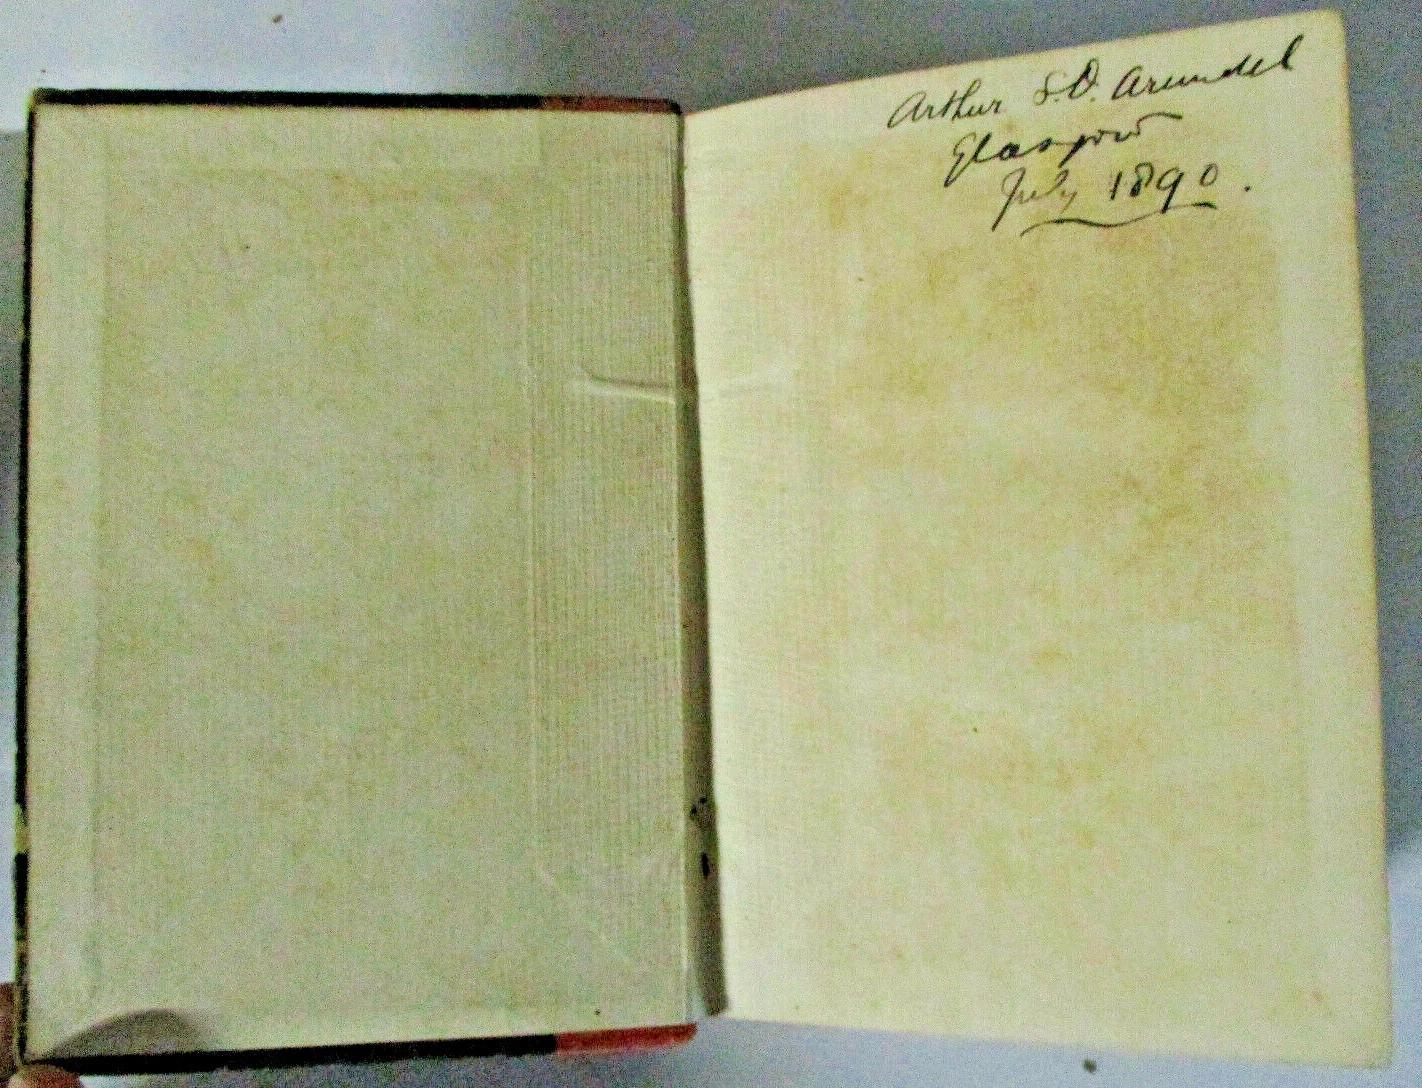 Arthur S.D. Arundel
Glasgow
July 1890.